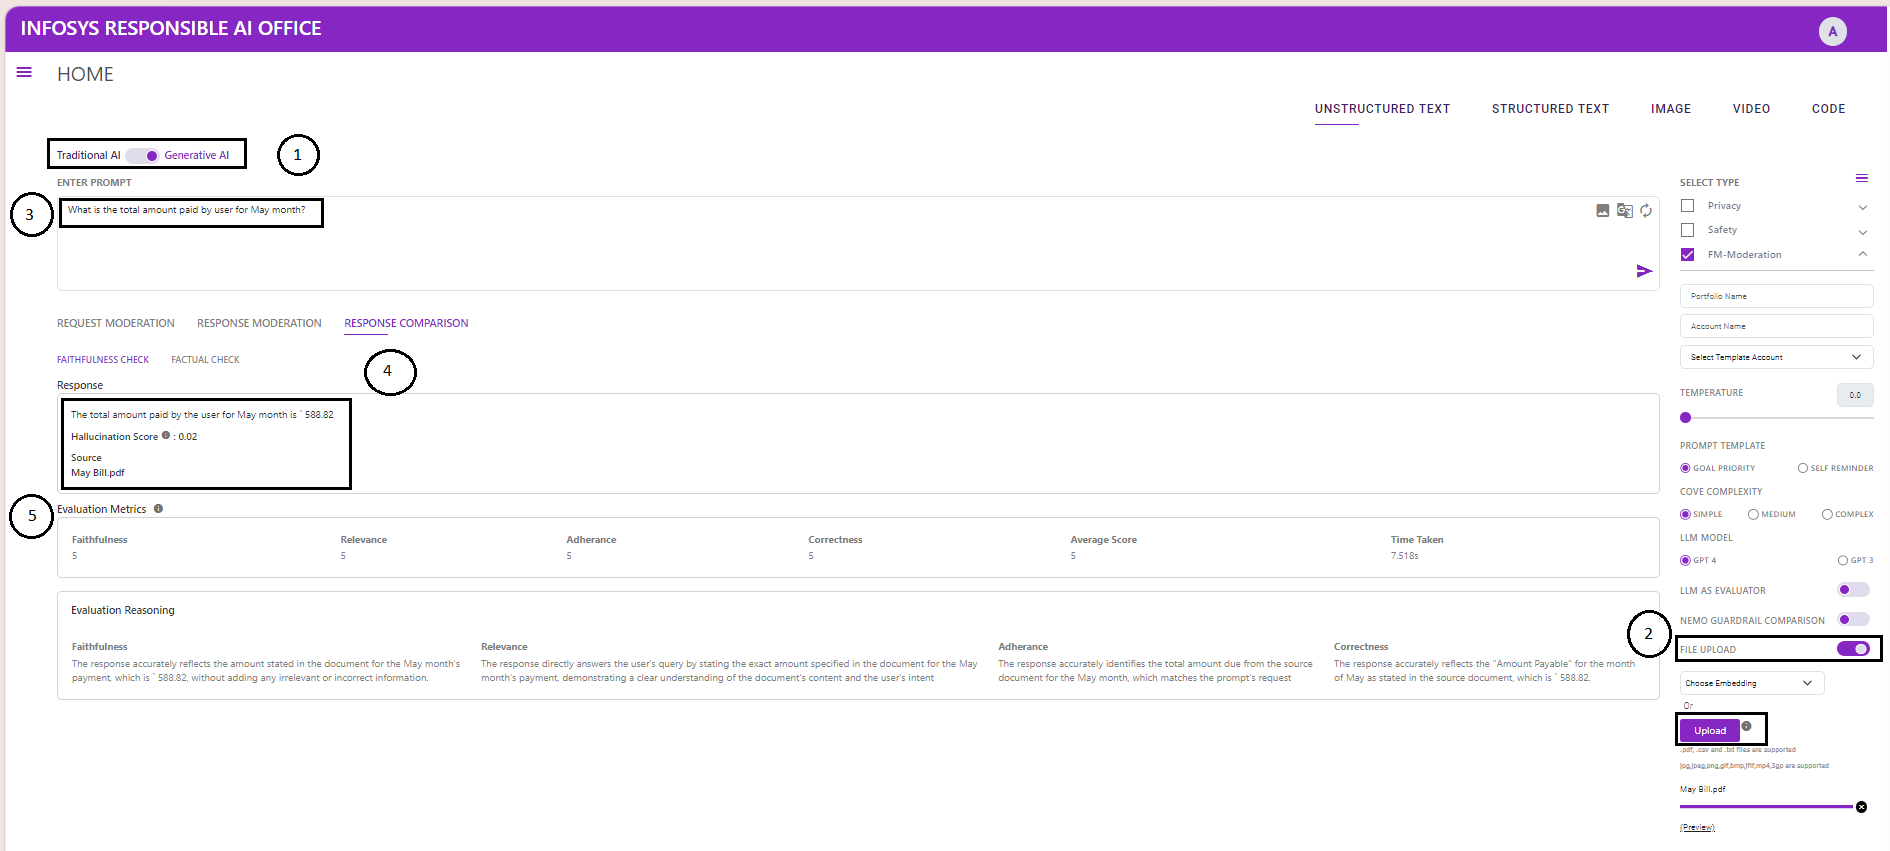 INFOSYS RESPONSIBLE AI OFFICE
A
HOME
UNSTRUCTURED TEXT STRUCTURED TEXT IMAGE VIDEO CODE
Traditional AI Generative AI
1
ENTER PROMPT
3
What is the total amount paid by user for May month?
REQUEST MODERATION RESPONSE MODERATION RESPONSE COMPARISON
FAITHFULNESS CHECK FACTUAL CHECK
4
Response
The total amount paid by the user for May month is ` 588.82
Hallucination Score : 0.02
Source
May Bill.pdf
5
Evaluation Metrics
Faithfulness Relevance Adherance Correctness Average Score Time Taken
5 5 5 5 5 7.518s
Evaluation Reasoning
Faithfulness
The response accurately reflects the amount stated in the document for the May month's
payment, which is ` 588.82, without adding any irrelevant or incorrect information.
Relevance
The response directly answers the user's query by stating the exact amount specified in the document for the May
month's payment, demonstrating a clear understanding of the document's content and the user's intent
Adherance
The response accurately identifies the total amount due from the source
document for the May month, which matches the prompt's request
Correctness
The response accurately reflects the "Amount Payable" for the month
of May as stated in the source document, which is ` 588.82.
SELECT TYPE
Privacy
Safety
FM-Moderation
Portfolio Name
Account Name
Select Template Account
TEMPERATURE 0.0
PROMPT TEMPLATE
GOAL PRIORITY SELF REMINDER
COVE COMPLEXITY
SIMPLE MEDIUM COMPLEX
LLM MODEL
GPT 4 GPT 3
LLM AS EVALUATOR
NEMO GUARDRAIL COMPARISON
2
FILE UPLOAD
Choose Embedding
Or
Upload
.pdf, .csv and .txt files are supported
jpg,jpeg,png,gif,bmp,jfif,mp4,3gp are supported
May Bill.pdf
(Preview)